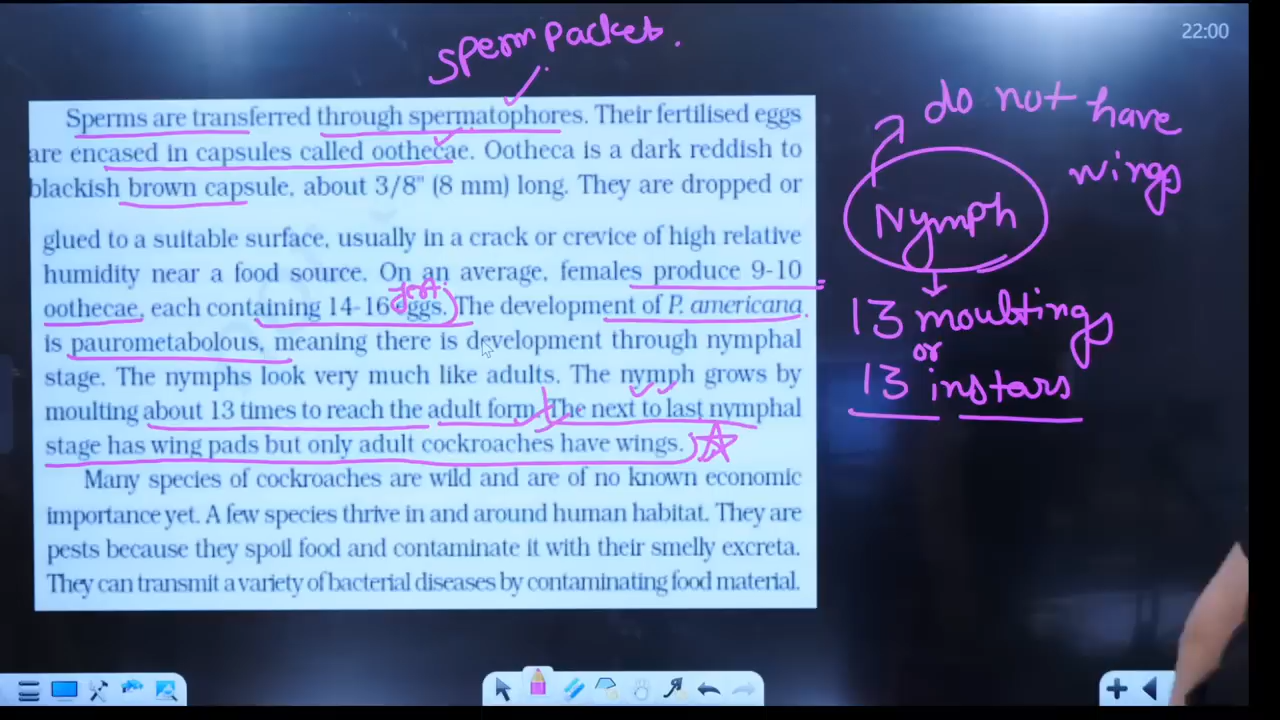 sperm packet.
22:00
Sperms are transferred through spermatophores. Their fertilised eggs
are encased in capsules called oothecae. Ootheca is a dark reddish to
blackish brown capsule, about 3/8" (8 mm) long. They are dropped or
glued to a suitable surface, usually in a crack or crevice of high relative
humidity near a food source. On an average, females produce 9-10
oothecae, each containing 14-16 eggs. The development of P. americana
is paurometabolous, meaning there is development through nymphal
stage. The nymphs look very much like adults. The nymph grows by
moulting about 13 times to reach the adult form. The next to last nymphal
stage has wing pads but only adult cockroaches have wings.
Many species of cockroaches are wild and are of no known economic
importance yet. A few species thrive in and around human habitat. They are
pests because they spoil food and contaminate it with their smelly excreta.
They can transmit a variety of bacterial diseases by contaminating food material.
do not have
wings
Nymph
13 moultings
or
13 instars